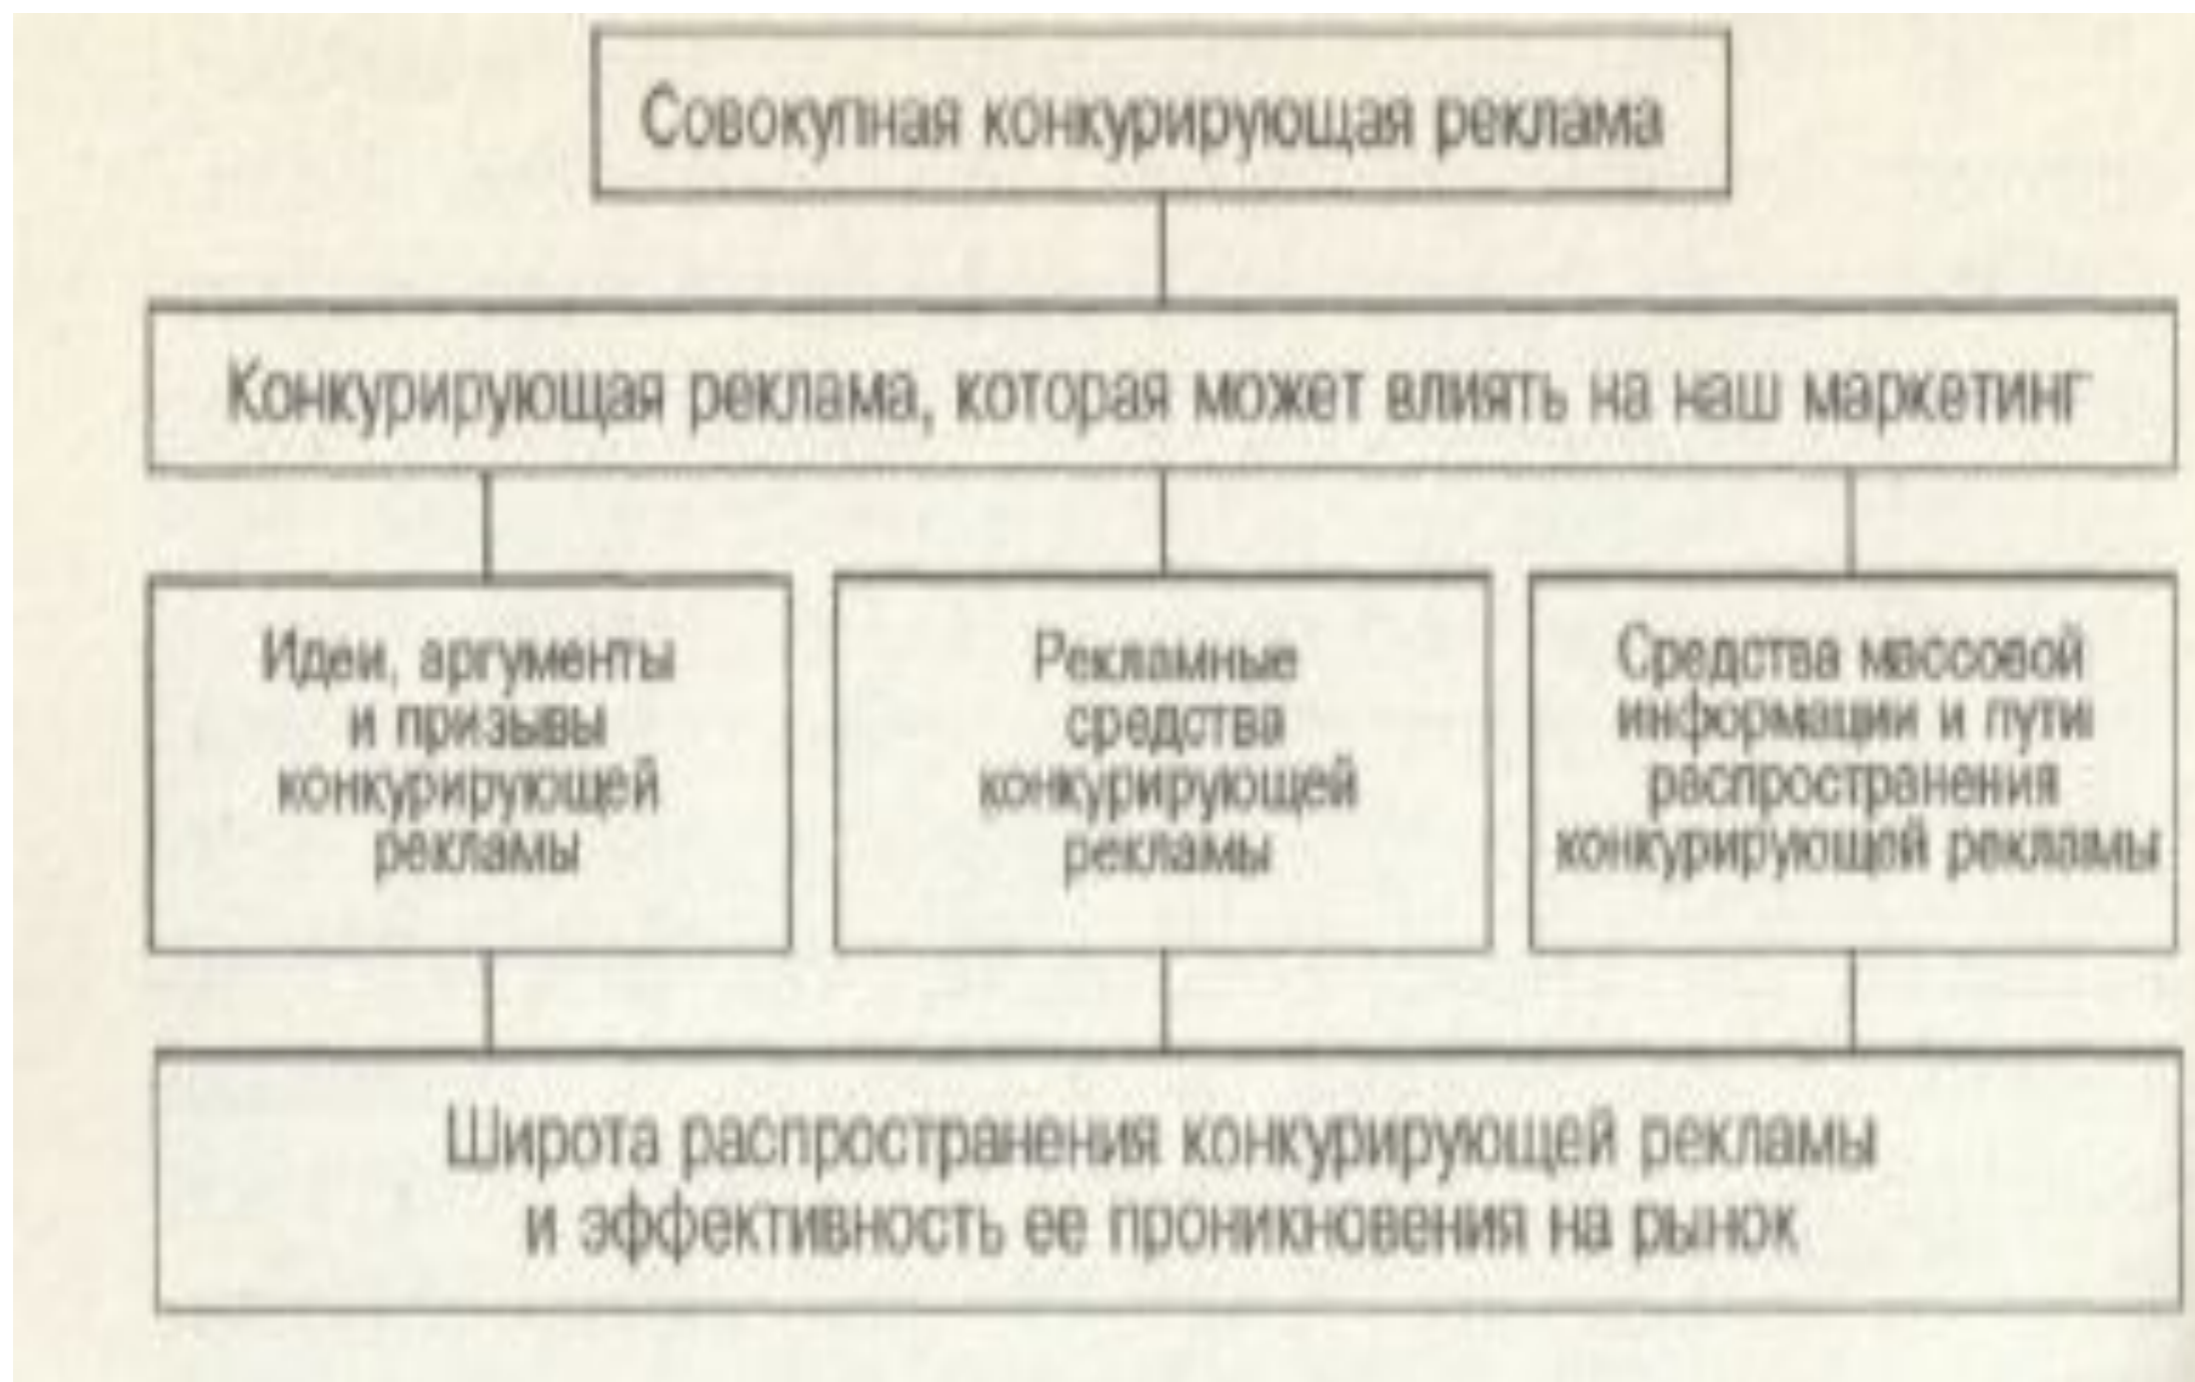 Совокупная конкурирующая реклама
Конкурирующая реклама, которая может влиять на наш маркетинг
Идеи, аргументы
и призывы
конкурирующей
рекламы
Рекламные
средства
конкурирующей
рекламы
Средства массовой
информации и пути
распространения
конкурирующей рекламы
Широта распространения конкурирующей рекламы
и эффективность ее проникновения на рынок